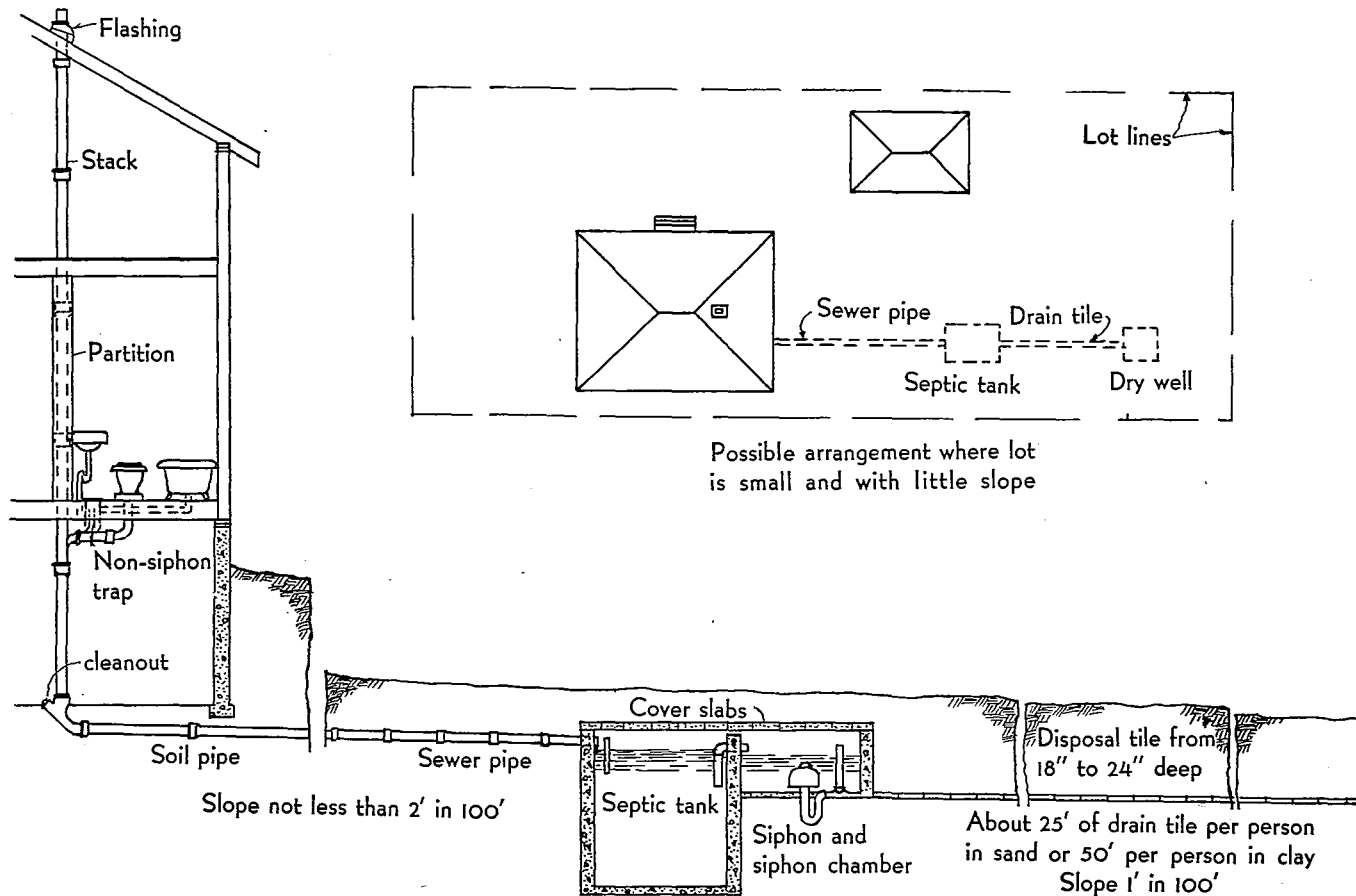 Flashing
Stack
Partition
Non-siphon
trap
cleanout
Soil pipe
Sewer pipe
Slope not less than 2' in 100'
Lot lines
Sewer pipe
Drain tile
Septic tank
Dry well
Possible arrangement where lot
is small and with little slope
Cover slabs
Septic tank
Siphon and
siphon chamber
Disposal tile from
18" to 24" deep
About 25' of drain tile per person
in sand or 50' per person in clay
Slope 1' in 100'